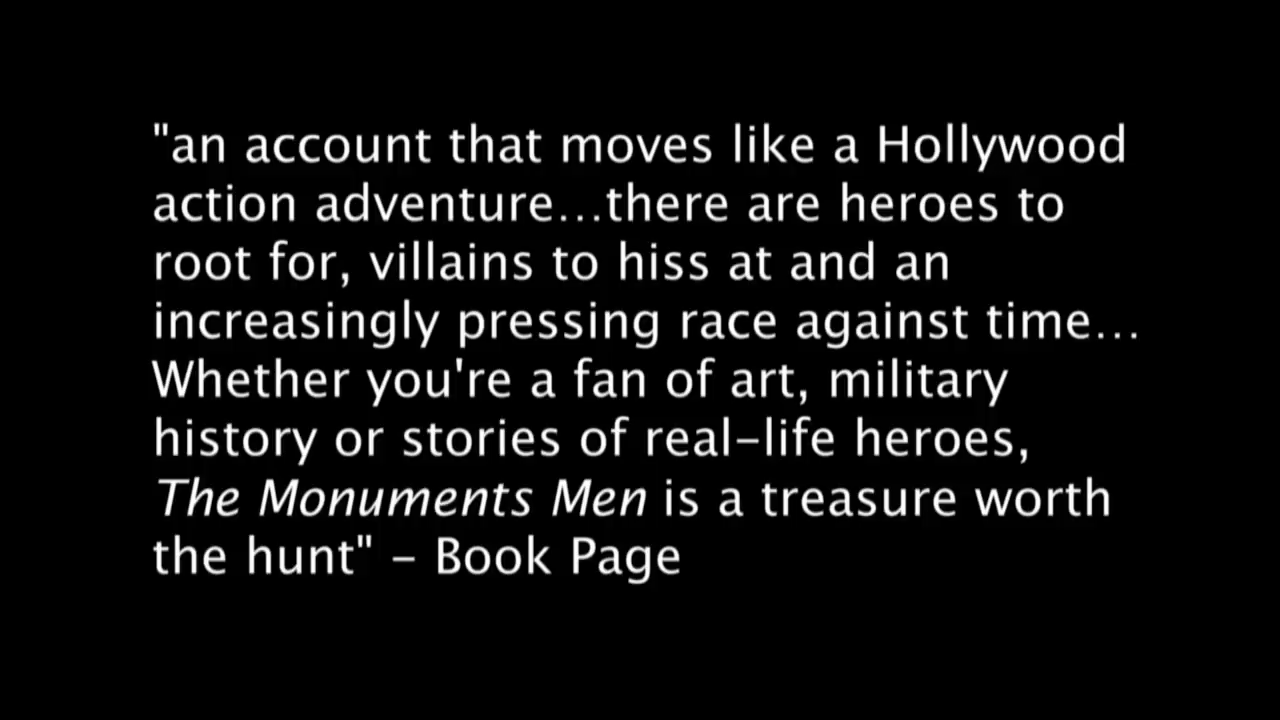 "an account that moves like a Hollywood
action adventure...there are heroes to
root for, villains to hiss at and an
increasingly pressing race against time...
Whether you're a fan of art, military
history or stories of real-life heroes,
The Monuments Men is a treasure worth
the hunt" – Book Page